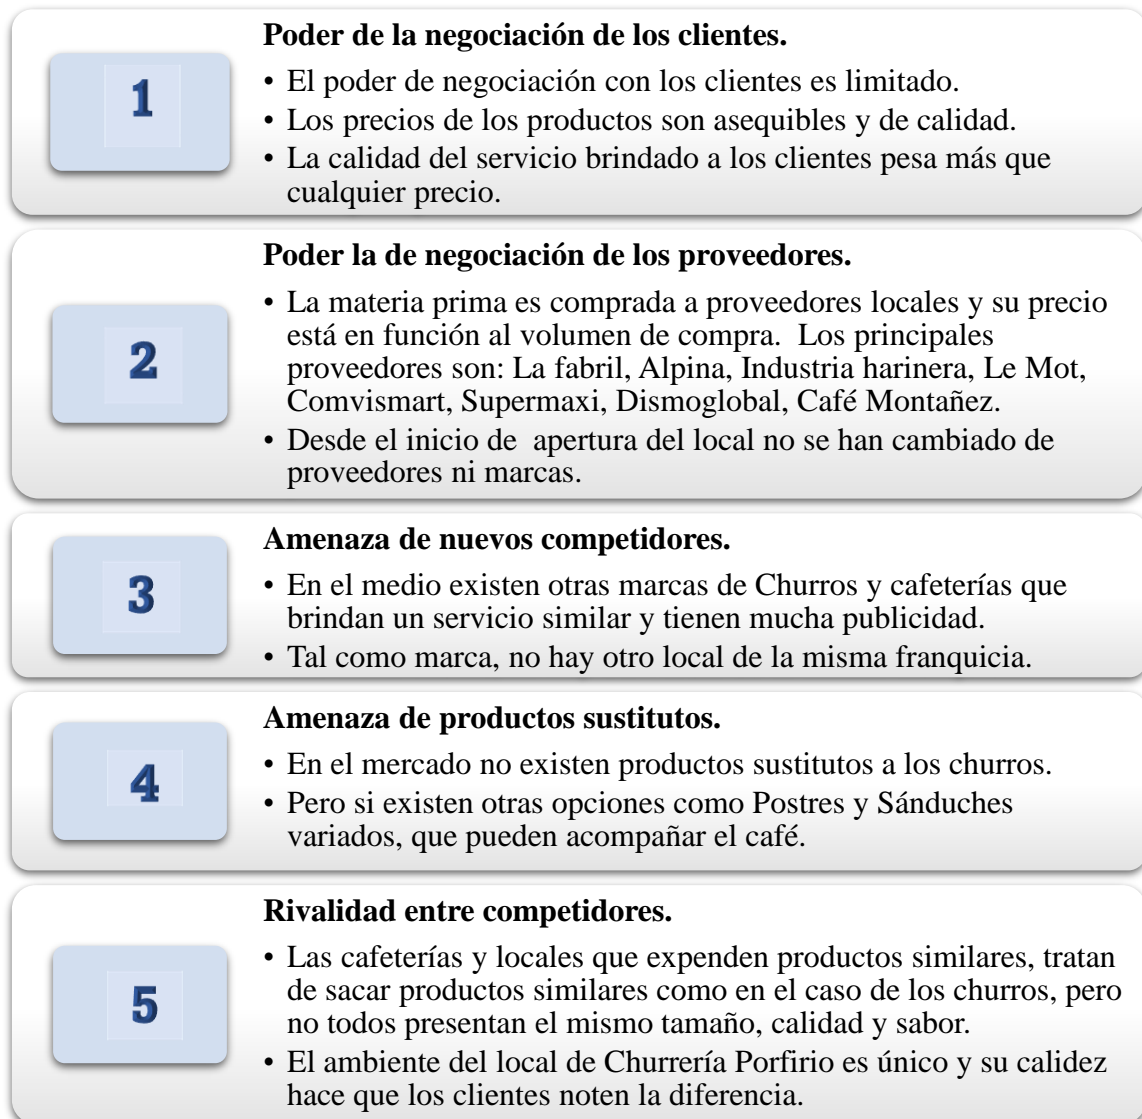 1
Poder de la negociación de los clientes.
• El poder de negociación con los clientes es limitado.
• Los precios de los productos son asequibles y de calidad.
• La calidad del servicio brindado a los clientes pesa más que
cualquier precio.
2
Poder la de negociación de los proveedores.
• La materia prima es comprada a proveedores locales y su precio
está en función al volumen de compra.  Los principales
proveedores son: La fabril, Alpina, Industria harinera, Le Mot,
Comvismart, Supermaxi, Dismoglobal, Café Montañez.
• Desde el inicio de  apertura del local no se han cambiado de
proveedores ni marcas.
3
Amenaza de nuevos competidores.
• En el medio existen otras marcas de Churros y cafeterías que
brindan un servicio similar y tienen mucha publicidad.
• Tal como marca, no hay otro local de la misma franquicia.
4
Amenaza de productos sustitutos.
• En el mercado no existen productos sustitutos a los churros.
• Pero si existen otras opciones como Postres y Sánduches
variados, que pueden acompañar el café.
5
Rivalidad entre competidores.
• Las cafeterías y locales que expenden productos similares, tratan
de sacar productos similares como en el caso de los churros, pero
no todos presentan el mismo tamaño, calidad y sabor.
• El ambiente del local de Churrería Porfirio es único y su calidez
hace que los clientes noten la diferencia.